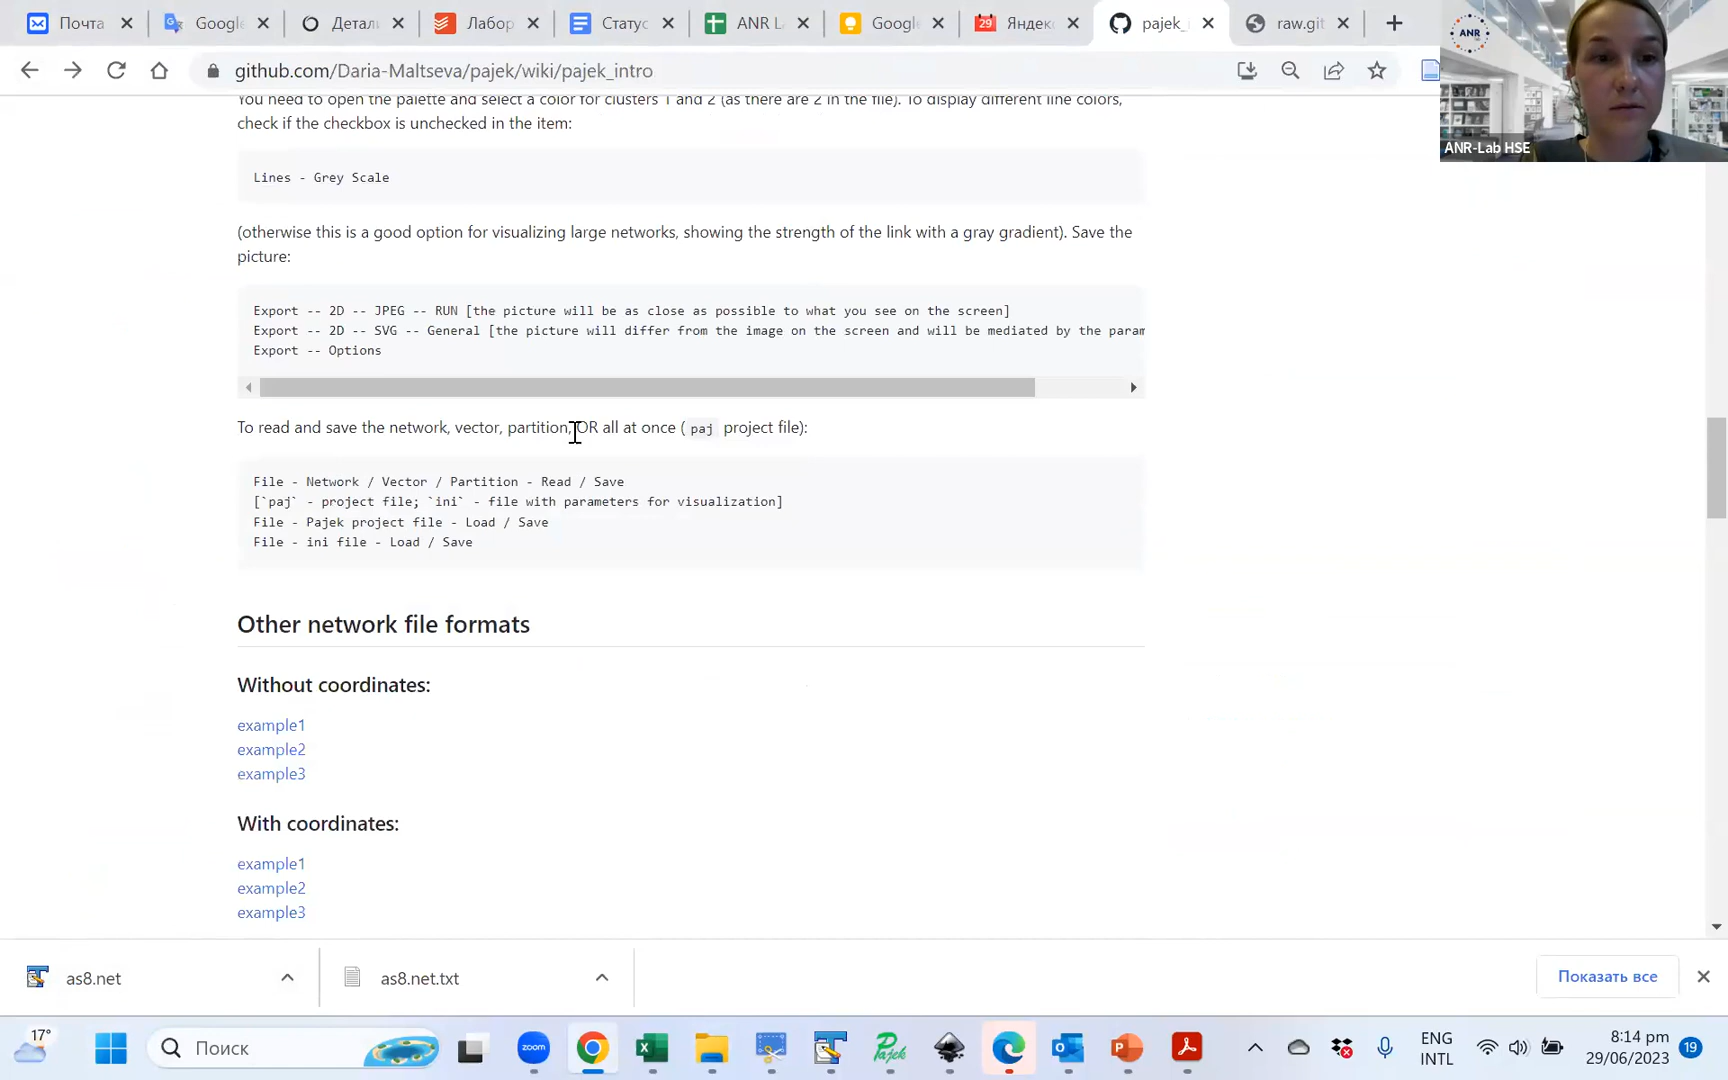 Почта
Google
Детали
Лабор
Статус
ANR L
Google
Яндекс
pajek_
raw.git
github.com/Daria-Maltseva/pajek/wiki/pajek_intro
ANR
ANR-Lab HSE
You need to open the palette and select a color for clusters 1 and 2 (as there are 2 in the file). To display different line colors,
check if the checkbox is unchecked in the item:
Lines - Grey Scale
(otherwise this is a good option for visualizing large networks, showing the strength of the link with a gray gradient). Save the
picture:
Export -- 2D -- JPEG -- RUN [the picture will be as close as possible to what you see on the screen]
Export -- 2D -- SVG -- General [the picture will differ from the image on the screen and will be mediated by the param
Export -- Options
To read and save the network, vector, partition, OR all at once ( paj project file):
File - Network / Vector / Partition - Read / Save
[`paj` - project file; `ini` - file with parameters for visualization]
File - Pajek project file - Load / Save
File - ini file - Load / Save
Other network file formats
Without coordinates:
example1
example2
example3
With coordinates:
example1
example2
example3
as8.net
as8.net.txt
Показать все
17°
Поиск
zoom
Pajek
ENG
INTL
8:14 pm
29/06/2023
19